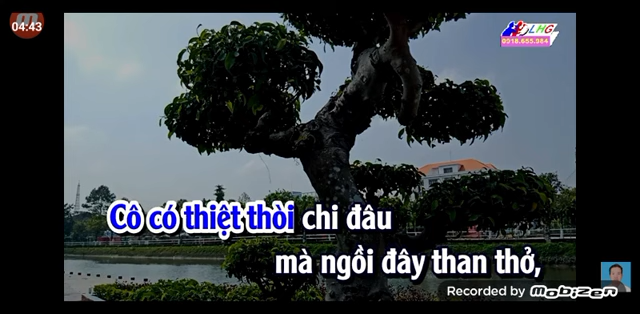 04:43
LHG
0918.655.364
Cô có thiệt thòi chi đâu
mà ngồi đây than thở,
Recorded by mobizen